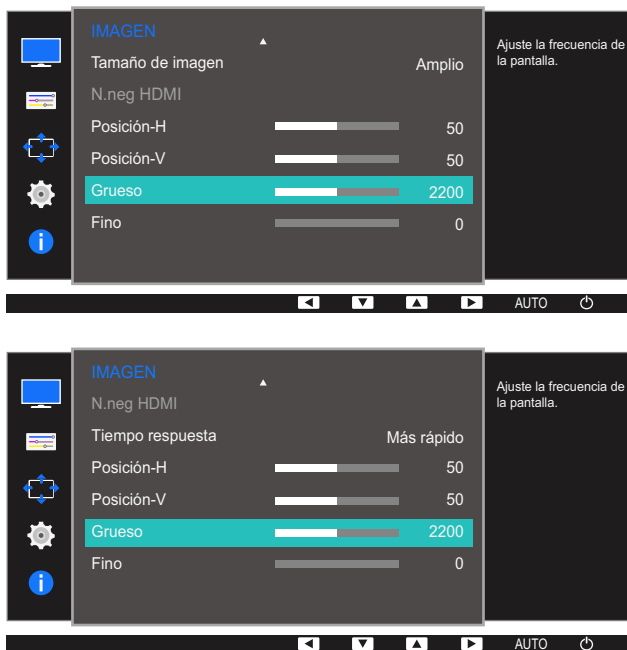 IMAGEN
Tamaño de imagen Amplio
N.neg HDMI
Posición-H 50
Posición-V 50
Grueso 2200
Fino 0
Ajuste la frecuencia de
la pantalla.
AUTO
IMAGEN
N.neg HDMI
Tiempo respuesta Más rápido
Posición-H 50
Posición-V 50
Grueso 2200
Fino 0
Ajuste la frecuencia de
la pantalla.
AUTO